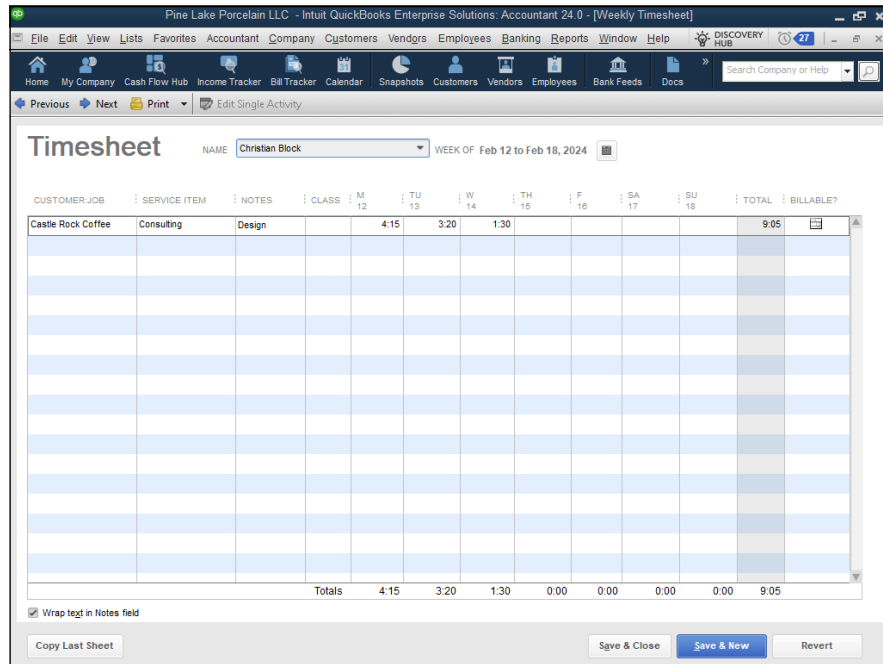 qb Pine Lake Porcelain LLC - Intuit QuickBooks Enterprise Solutions: Accountant 24.0 - [Weekly Timesheet]
File Edit View Lists Favorites Accountant Company Customers Vendors Employees Banking Reports Window Help DISCOVERY HUB 27
Home My Company Cash Flow Hub Income Tracker Bill Tracker Calendar Snapshots Customers Vendors Employees Bank Feeds Docs » Search Company or Help
31
Previous Next Print Edit Single Activity
Timesheet NAME Christian Block WEEK OF Feb 12 to Feb 18, 2024
CUSTOMER:JOB SERVICE ITEM NOTES CLASS M 12 TU 13 W 14 TH 15 F 16 SA 17 SU 18 TOTAL BILLABLE?
Castle Rock Coffee Consulting Design 4:15 3:20 1:30 9:05
Totals 4:15 3:20 1:30 0:00 0:00 0:00 0:00 9:05
Wrap text in Notes field
Copy Last Sheet Save & Close Save & New Revert